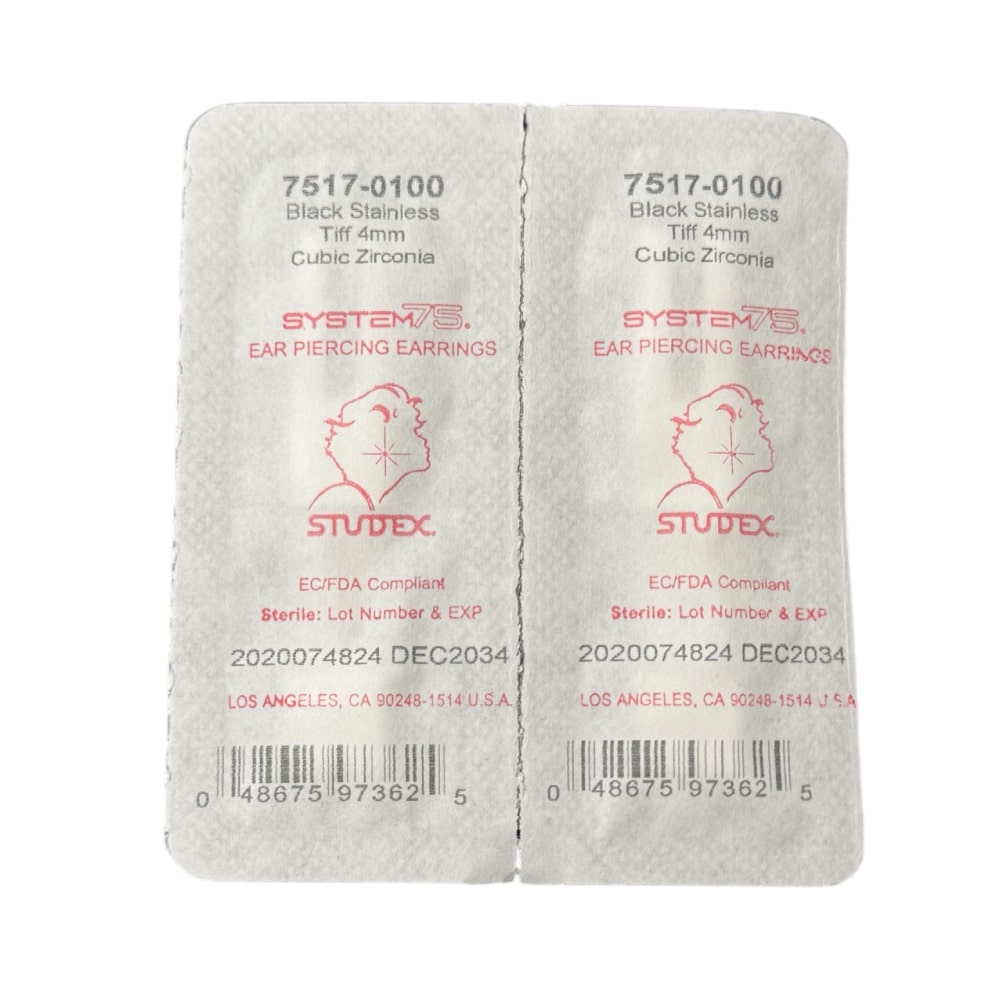 7517-0100
Black Stainless
Tiff 4mm
Cubic Zirconia
SYSTEM75®
EAR PIERCING EARRINGS
STUDEX®
EC/FDA Compliant
Sterile: Lot Number & EXP
2020074824 DEC2034
LOS ANGELES, CA 90248-1514 U.S.A.
0 48675 97362 5
7517-0100
Black Stainless
Tiff 4mm
Cubic Zirconia
SYSTEM75®
EAR PIERCING EARRINGS
STUDEX®
EC/FDA Compliant
Sterile: Lot Number & EXP
2020074824 DEC2034
LOS ANGELES, CA 90248-1514 U.S.A
0 48675 97362 5